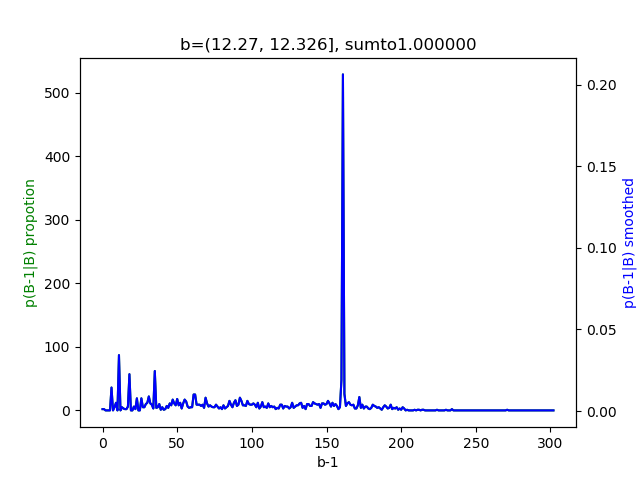 b=(12.27, 12.326], sumto1.000000
500
400
300
200
100
0
p(B-1|B) propotion
0.20
0.15
0.10
0.05
0.00
p(B-1|B) smoothed
0 50 100 150 200 250 300
b-1